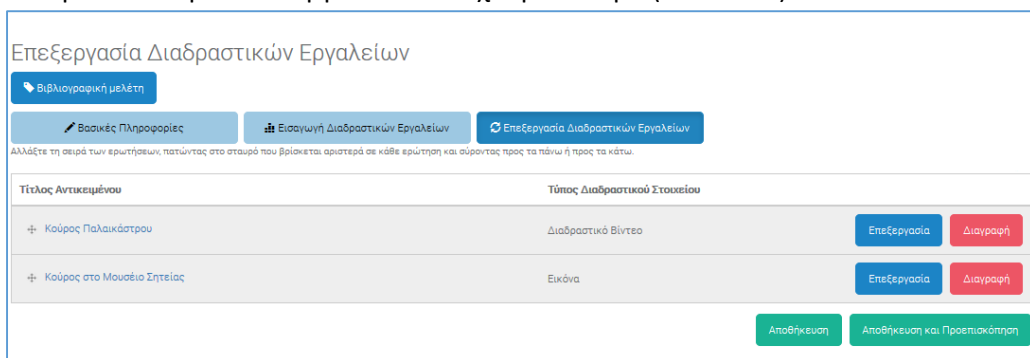 Επεξεργασία Διαδραστικών Εργαλείων
Βιβλιογραφική μελέτη
Βασικές Πληροφορίες Εισαγωγή Διαδραστικών Εργαλείων Επεξεργασία Διαδραστικών Εργαλείων
Αλλάξτε τη σειρά των ερωτήσεων, πατώντας στο σταυρό που βρίσκεται αριστερά σε κάθε ερώτηση και σύροντας προς τα πάνω ή προς τα κάτω.
Τίτλος Αντικειμένου Τύπος Διαδραστικού Στοιχείου
Κούρος Παλαικάστρου Διαδραστικό Βίντεο Επεξεργασία Διαγραφή
Κούρος στο Μουσέιο Σητείας Εικόνα Επεξεργασία Διαγραφή
Αποθήκευση Αποθήκευση και Προεπισκόπηση